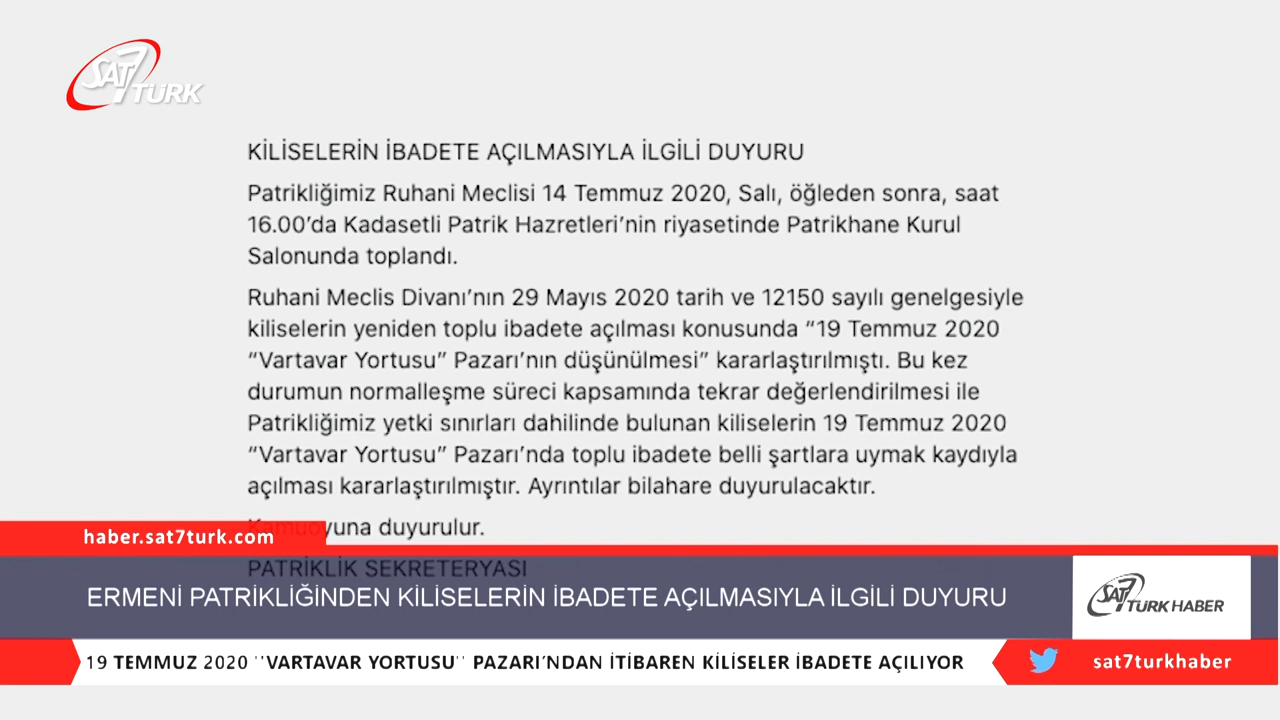 SAT7 TÜRK
KİLİSELERİN İBADETE AÇILMASIYLA İLGİLİ DUYURU
Patrikliğimiz Ruhani Meclisi 14 Temmuz 2020, Salı, öğleden sonra, saat
16.00’da Kadasetli Patrik Hazretleri’nin riyasetinde Patrikhane Kurul
Salonunda toplandı.
Ruhani Meclis Divanı’nın 29 Mayıs 2020 tarih ve 12150 sayılı genelgesiyle
kiliselerin yeniden toplu ibadete açılması konusunda “19 Temmuz 2020
“Vartavar Yortusu” Pazarı’nın düşünülmesi” kararlaştırılmıştı. Bu kez
durumun normalleşme süreci kapsamında tekrar değerlendirilmesi ile
Patrikliğimiz yetki sınırları dahilinde bulunan kiliselerin 19 Temmuz 2020
“Vartavar Yortusu” Pazarı’nda toplu ibadete belli şartlara uymak kaydıyla
açılması kararlaştırılmıştır. Ayrıntılar bilahare duyurulacaktır.
Kamuoyuna duyurulur.
haber.sat7turk.com
PATRİKLİK SEKRETERYASI
ERMENİ PATRİKLİĞİNDEN KİLİSELERİN İBADETE AÇILMASIYLA İLGİLİ DUYURU
SAT7 TÜRK HABER
19 TEMMUZ 2020 ''VARTAVAR YORTUSU'' PAZARI'NDAN İTİBAREN KİLİSELER İBADETE AÇILIYOR
sat7turkhaber